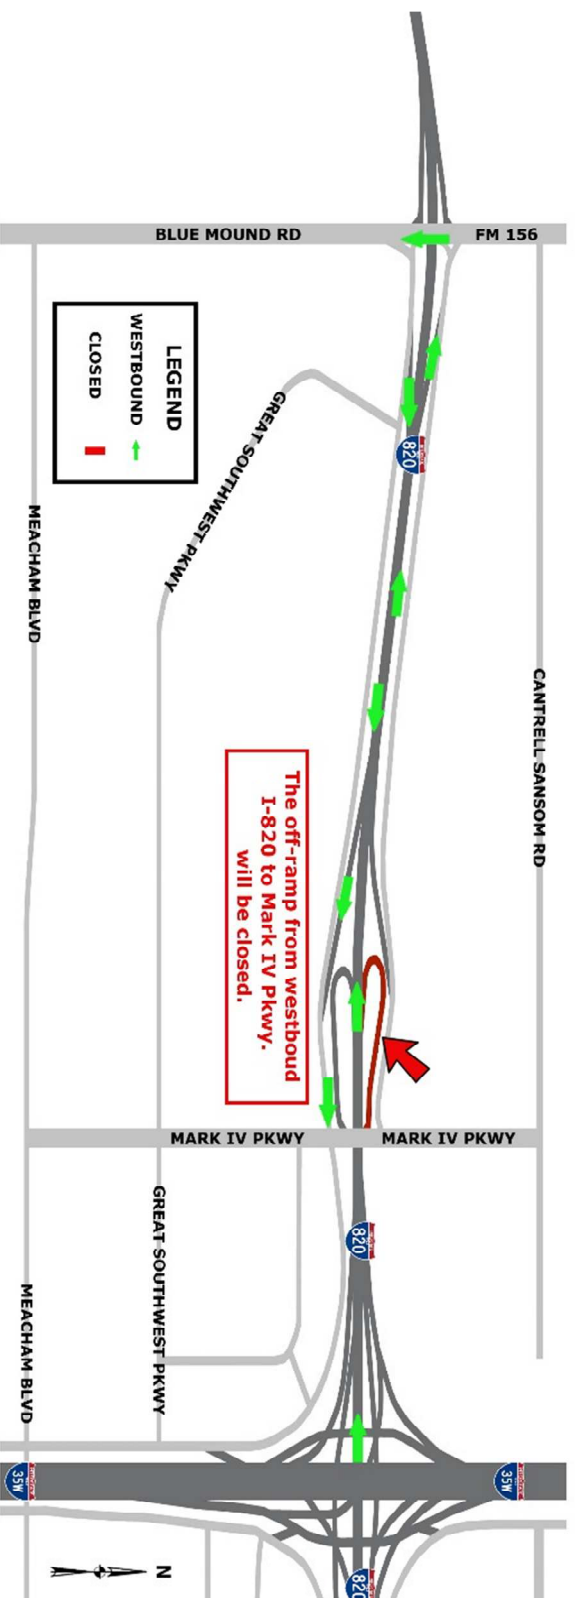 BLUE MOUND RD
FM 156
LEGEND
WESTBOUND
CLOSED
GREAT SOUTHWEST PKWY
820
MEACHAM BLVD
CANTRELL SANSOM RD
The off-ramp from westboud
I-820 to Mark IV Pkwy.
will be closed.
MARK IV PKWY
MARK IV PKWY
820
GREAT SOUTHWEST PKWY
MEACHAM BLVD
35W
35W
820
N